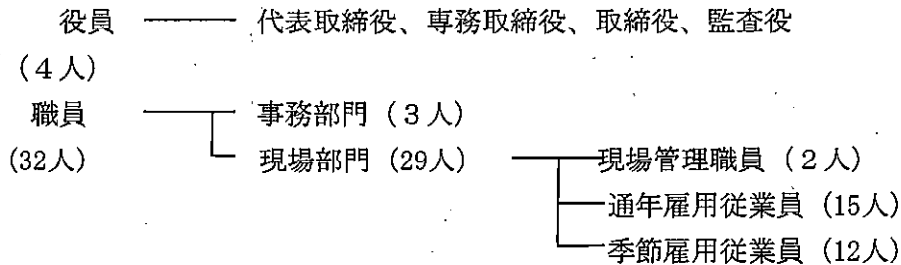 役員 代表取締役、専務取締役、取締役、監査役
(4人)
職員 事務部門(3人)
(32人) 現場部門(29人) 現場管理職員(2人)
通年雇用従業員(15人)
季節雇用従業員(12人)